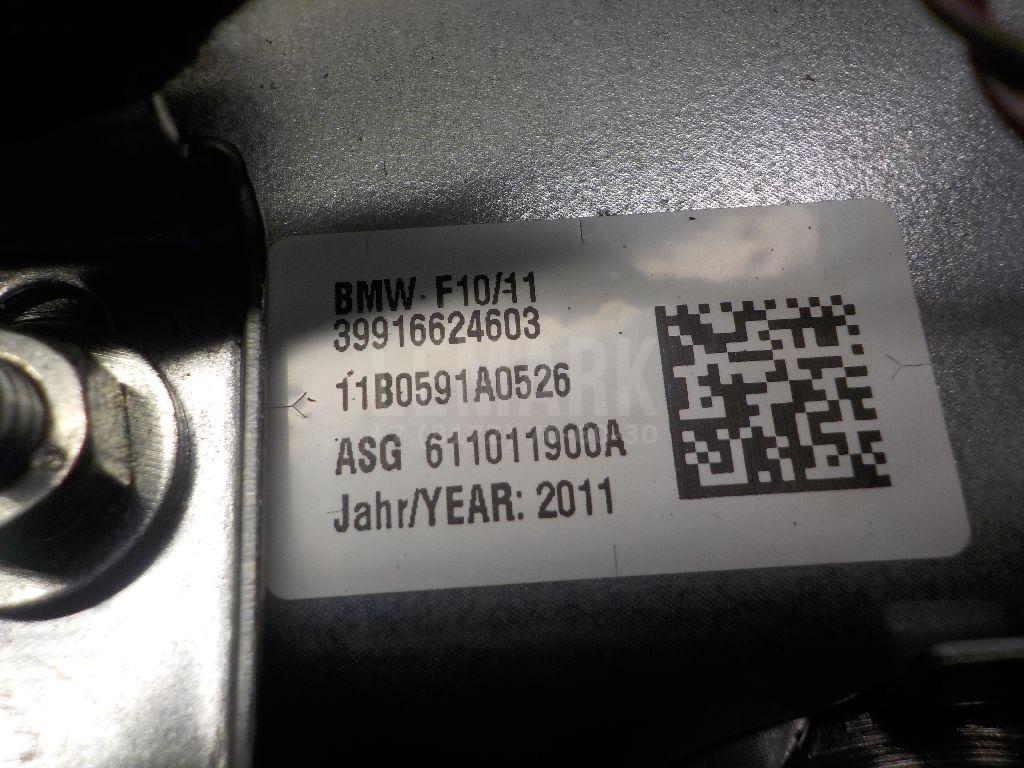 BMW F10/11
39916624603
11B0591A0526
ASG 611011900A
Jahr/YEAR: 2011